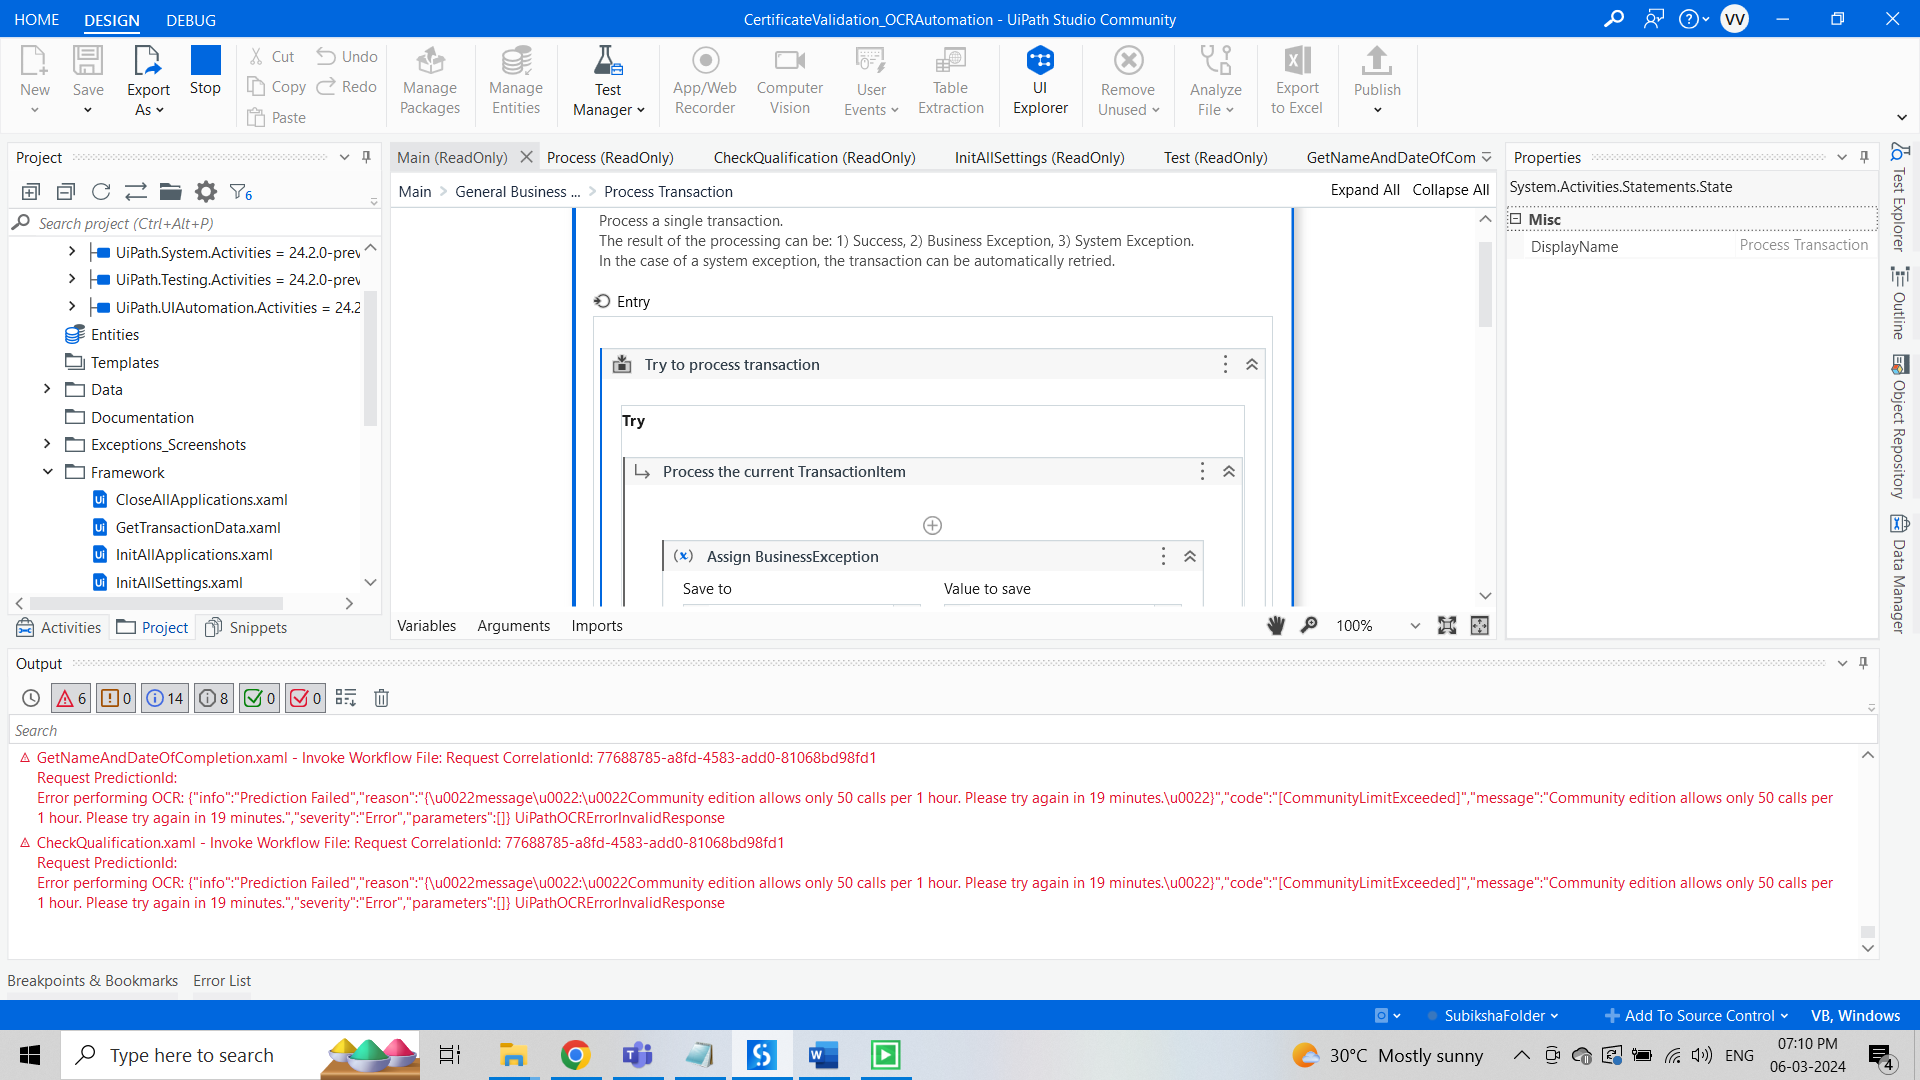 HOME DESIGN DEBUG CertificateValidation_OCRAutomation - UiPath Studio Community VV
New Save Export As Stop Cut Copy Paste Undo Redo Manage Packages Manage Entities Test Manager App/Web Recorder Computer Vision User Events Table Extraction UI Explorer Remove Unused Analyze File Export to Excel Publish
Project
6
Search project (Ctrl+Alt+P)
UiPath.System.Activities = 24.2.0-prev
UiPath.Testing.Activities = 24.2.0-prev
UiPath.UIAutomation.Activities = 24.2
Entities
Templates
Data
Documentation
Exceptions_Screenshots
Framework
CloseAllApplications.xaml
GetTransactionData.xaml
InitAllApplications.xaml
InitAllSettings.xaml
Activities Project Snippets
Main (ReadOnly) Process (ReadOnly) CheckQualification (ReadOnly) InitAllSettings (ReadOnly) Test (ReadOnly) GetNameAndDateOfCom
Main > General Business ... > Process Transaction Expand All Collapse All
Process a single transaction.
The result of the processing can be: 1) Success, 2) Business Exception, 3) System Exception.
In the case of a system exception, the transaction can be automatically retried.
Entry
Try to process transaction
Try
Process the current TransactionItem
(x) Assign BusinessException
Save to Value to save
Variables Arguments Imports 100%
Properties
System.Activities.Statements.State
Misc
DisplayName Process Transaction
Test Explorer
Outline
Object Repository
Data Manager
Output
6 0 14 8 0 0
Search
GetNameAndDateOfCompletion.xaml - Invoke Workflow File: Request CorrelationId: 77688785-a8fd-4583-add0-81068bd98fd1
Request PredictionId:
Error performing OCR: {"info":"Prediction Failed","reason":"{\u0022message\u0022:\u0022Community edition allows only 50 calls per 1 hour. Please try again in 19 minutes.\u0022}","code":"[CommunityLimitExceeded]","message":"Community edition allows only 50 calls per
1 hour. Please try again in 19 minutes.","severity":"Error","parameters":[]} UiPathOCRErrorInvalidResponse
CheckQualification.xaml - Invoke Workflow File: Request CorrelationId: 77688785-a8fd-4583-add0-81068bd98fd1
Request PredictionId:
Error performing OCR: {"info":"Prediction Failed","reason":"{\u0022message\u0022:\u0022Community edition allows only 50 calls per 1 hour. Please try again in 19 minutes.\u0022}","code":"[CommunityLimitExceeded]","message":"Community edition allows only 50 calls per
1 hour. Please try again in 19 minutes.","severity":"Error","parameters":[]} UiPathOCRErrorInvalidResponse
Breakpoints & Bookmarks Error List
SubikshaFolder Add To Source Control VB, Windows
Type here to search 30°C Mostly sunny ENG 07:10 PM
06-03-2024 4